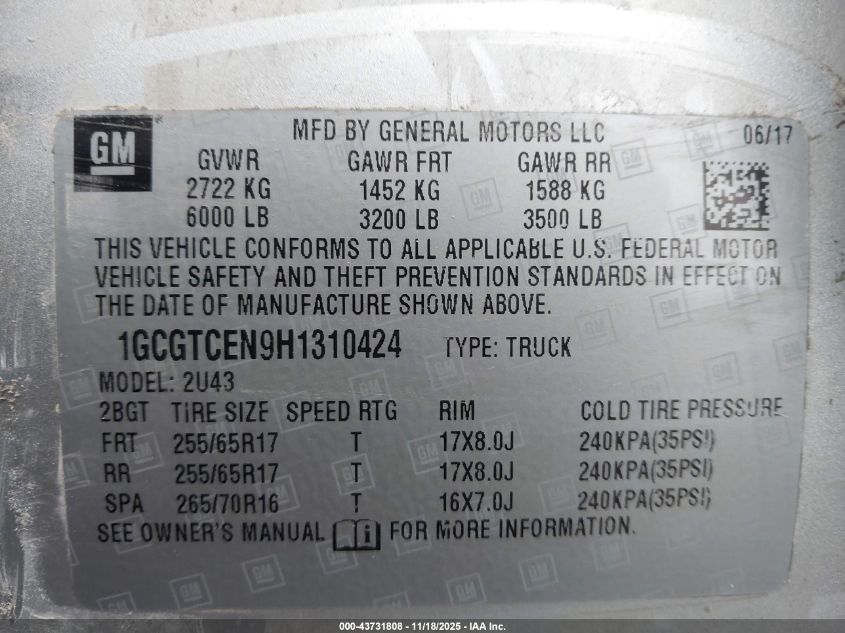 GM
MFD BY GENERAL MOTORS LLC 06/17
GVWR GAWR FRT GAWR RR
2722 KG 1452 KG 1588 KG
6000 LB 3200 LB 3500 LB
THIS VEHICLE CONFORMS TO ALL APPLICABLE U.S. FEDERAL MOTOR
VEHICLE SAFETY AND THEFT PREVENTION STANDARDS IN EFFECT ON
THE DATE OF MANUFACTURE SHOWN ABOVE.
1GCGTCEN9H1310424 TYPE: TRUCK
MODEL: 2U43
2BGT TIRE SIZE SPEED RTG RIM COLD TIRE PRESSURE
FRT 255/65R17 T 17X8.0J 240KPA(35PSI)
RR 255/65R17 T 17X8.0J 240KPA(35PSI)
SPA 265/70R16 T 16X7.0J 240KPA(35PSI)
SEE OWNER'S MANUAL i FOR MORE INFORMATION.
000-43731808 - 11/18/2025 - IAA Inc.